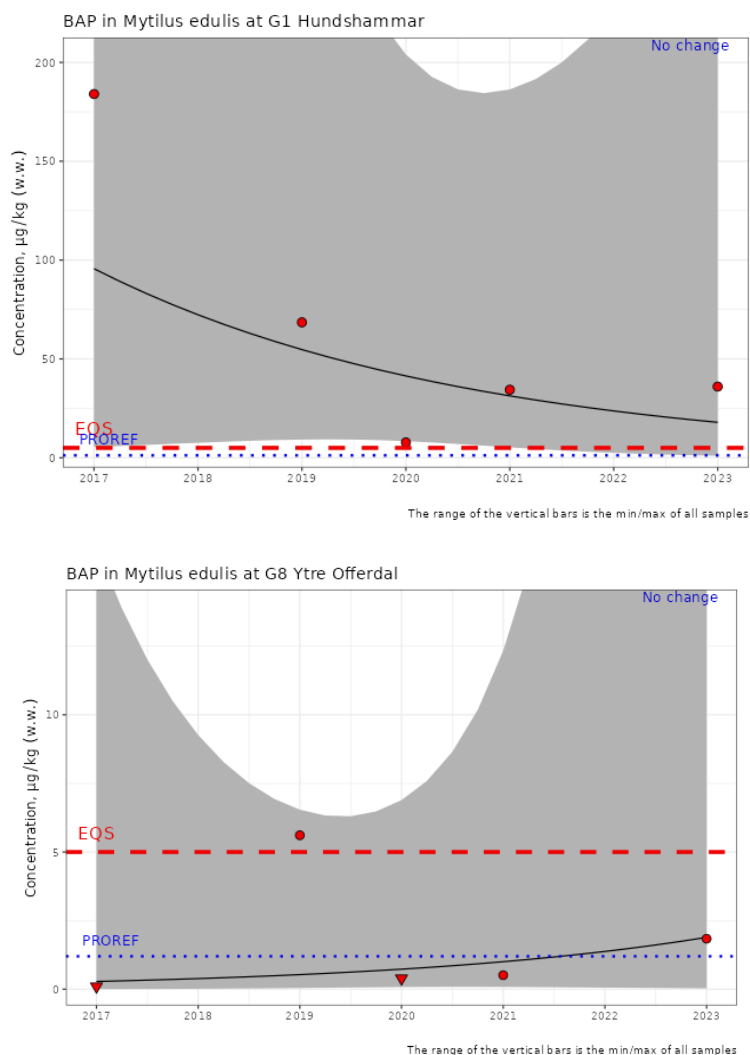 BAP in Mytilus edulis at G1 Hundshammar
No change
200
150
100
50
0
Concentration, µg/kg (w.w.)
EQS
PROREF
2017 2018 2019 2020 2021 2022 2023
The range of the vertical bars is the min/max of all samples
BAP in Mytilus edulis at G8 Ytre Offerdal
No change
10
5
0
Concentration, µg/kg (w.w.)
EQS
PROREF
2017 2018 2019 2020 2021 2022 2023
The range of the vertical bars is the min/max of all samples